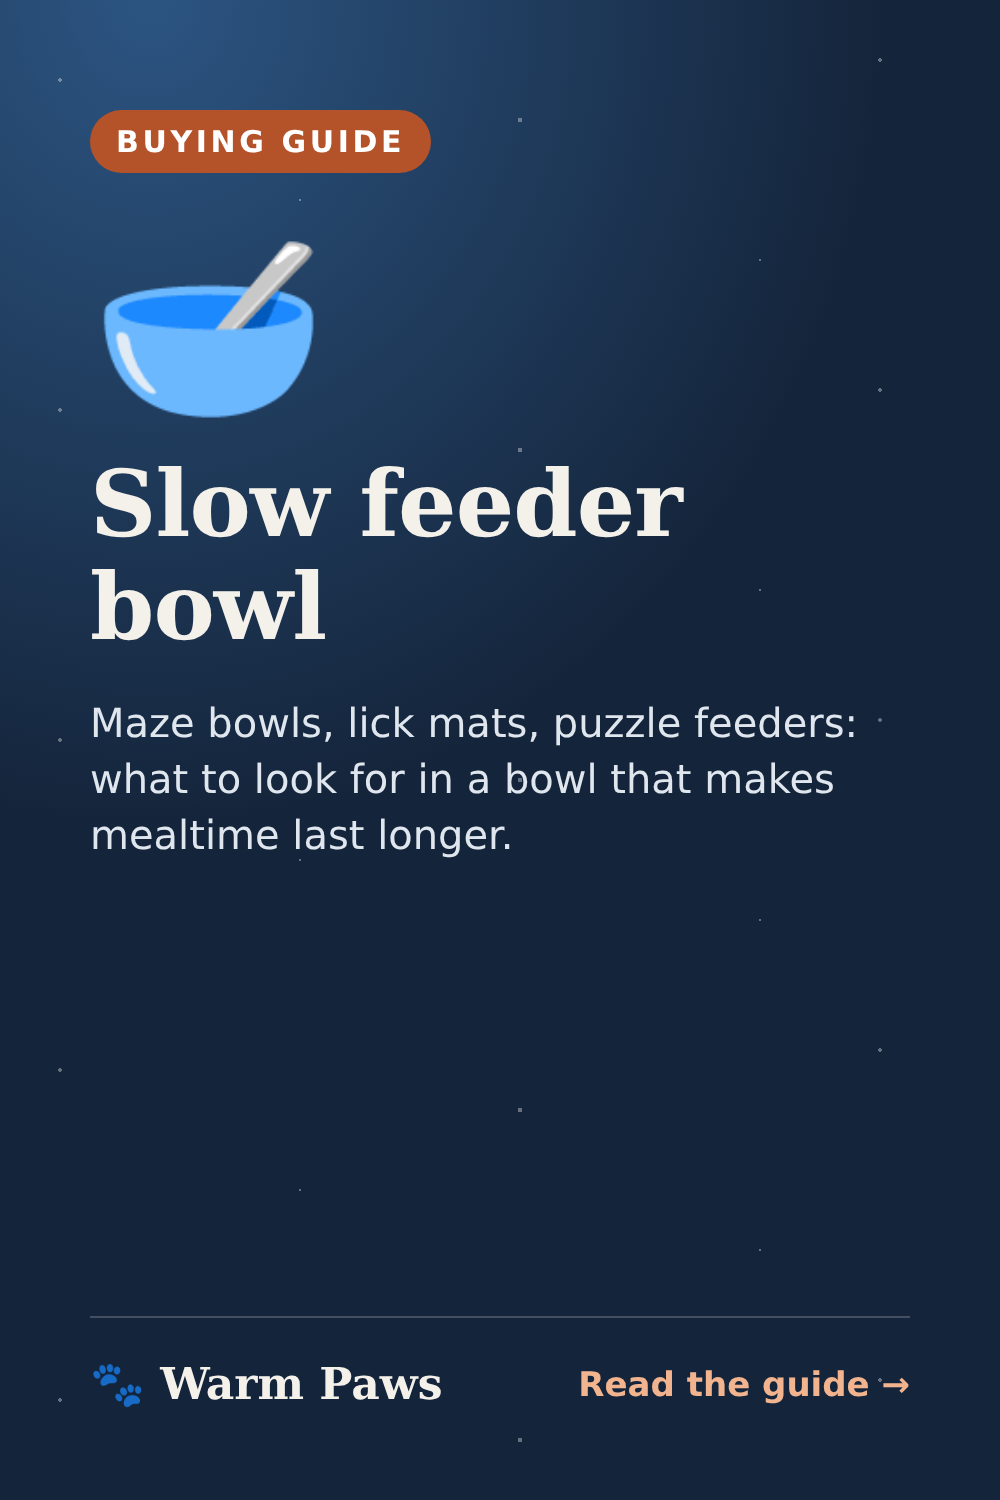 BUYING GUIDE
Slow feeder
bowl
Maze bowls, lick mats, puzzle feeders:
what to look for in a bowl that makes
mealtime last longer.
Warm Paws
Read the guide →